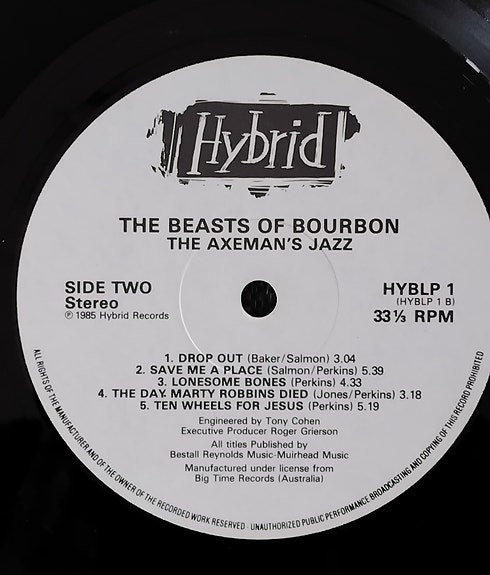 Hybrid
THE BEASTS OF BOURBON
THE AXEMAN'S JAZZ
SIDE TWO
Stereo
℗ 1985 Hybrid Records
HYBLP 1
(HYBLP 1 B)
33⅓ RPM
1. DROP OUT (Baker/Salmon) 3.04
2. SAVE ME A PLACE (Salmon/Perkins) 5.39
3. LONESOME BONES (Perkins) 4.33
4. THE DAY MARTY ROBBINS DIED (Jones/Perkins) 3.18
5. TEN WHEELS FOR JESUS (Perkins) 5.19
Engineered by Tony Cohen
Executive Producer Roger Grierson
All titles Published by
Bestall Reynolds Music-Muirhead Music
Manufactured under license from
Big Time Records (Australia)
ALL RIGHTS OF THE MANUFACTURER AND OF THE OWNER OF THE RECORDED WORK RESERVED · UNAUTHORIZED PUBLIC PERFORMANCE BROADCASTING AND COPYING OF THIS RECORD PROHIBITED